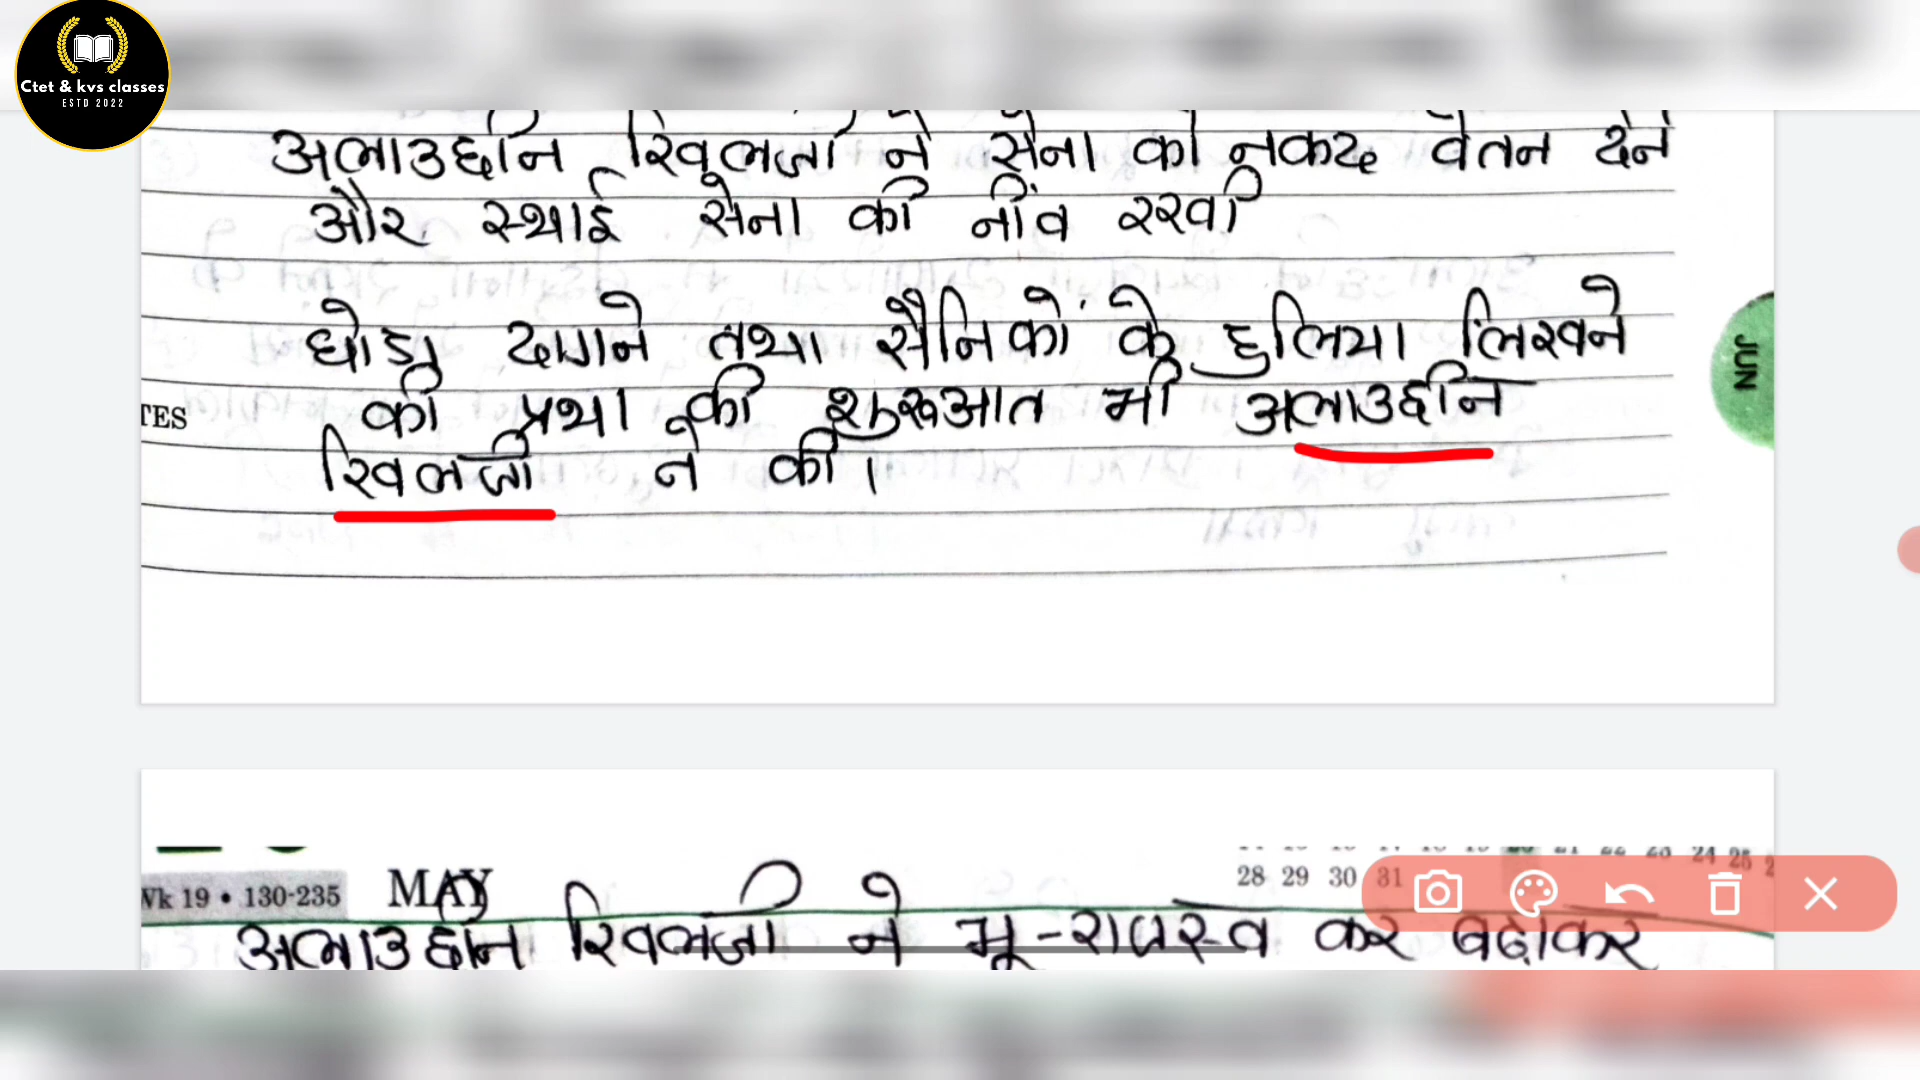 Ctet & kvs classes
ESTD 2022
अलाउद्दीन खिलजी ने सेना को नकद वेतन देने
और स्थाई सेना की नींव रखी
घोड़ा दागने तथा सैनिकों के हुलिया लिखने
की प्रथा की शुरूआत भी अलाउद्दीन
खिलजी ने की।
TES
JUN
Wk 19 • 130-235
MAY
24 25
28 29 30 31
अलाउद्दीन खिलजी ने भू-राजस्व कर बढ़ाकर